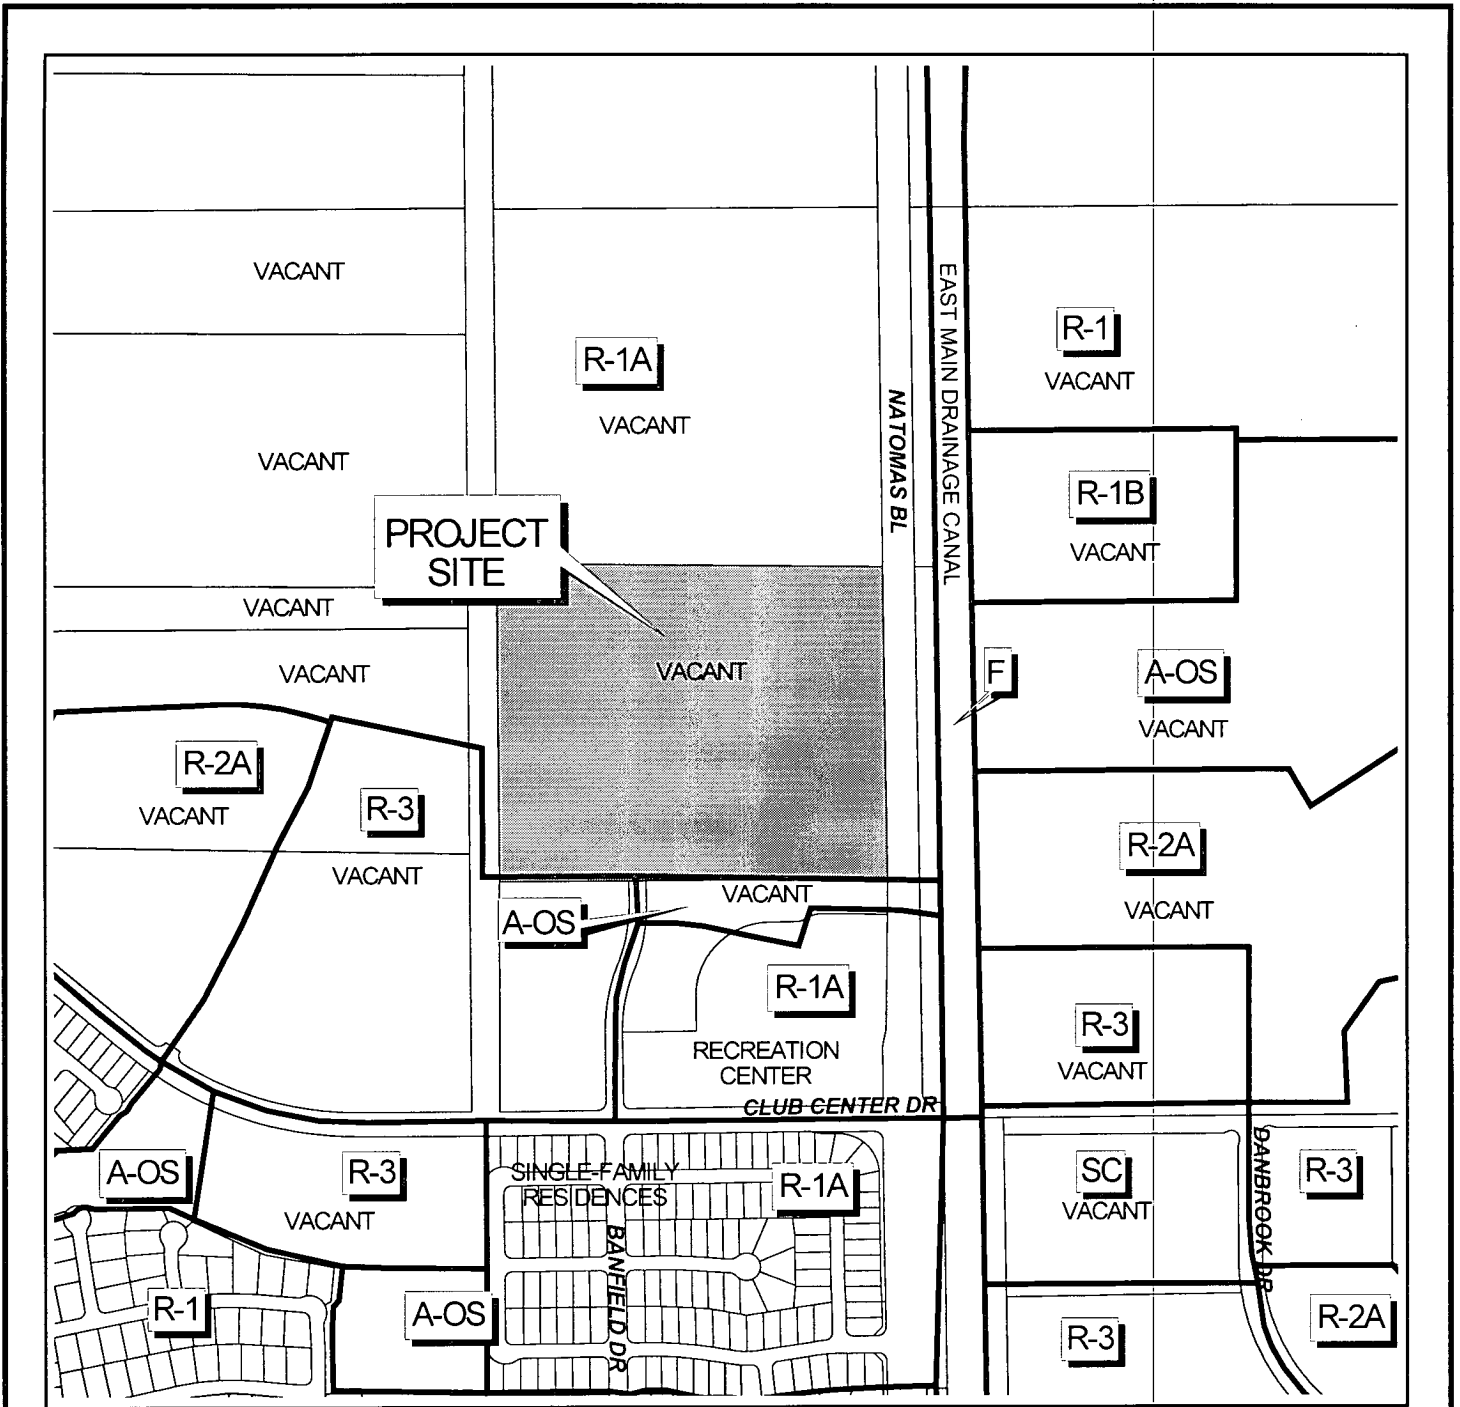 VACANT
R-1A
VACANT
R-1
VACANT
EAST MAIN DRAINAGE CANAL
NATOMAS BL
VACANT
R-1B
VACANT
PROJECT
SITE
VACANT
VACANT
VACANT
F
A-OS
VACANT
R-2A
VACANT
R-3
VACANT
R-2A
VACANT
VACANT
A-OS
R-1A
RECREATION
CENTER
R-3
VACANT
CLUB CENTER DR
A-OS
R-3
VACANT
SINGLE-FAMILY
RESIDENCES
R-1A
SC
VACANT
DANBROOK DR
R-3
BANFIELD DR
R-1
A-OS
R-3
R-2A